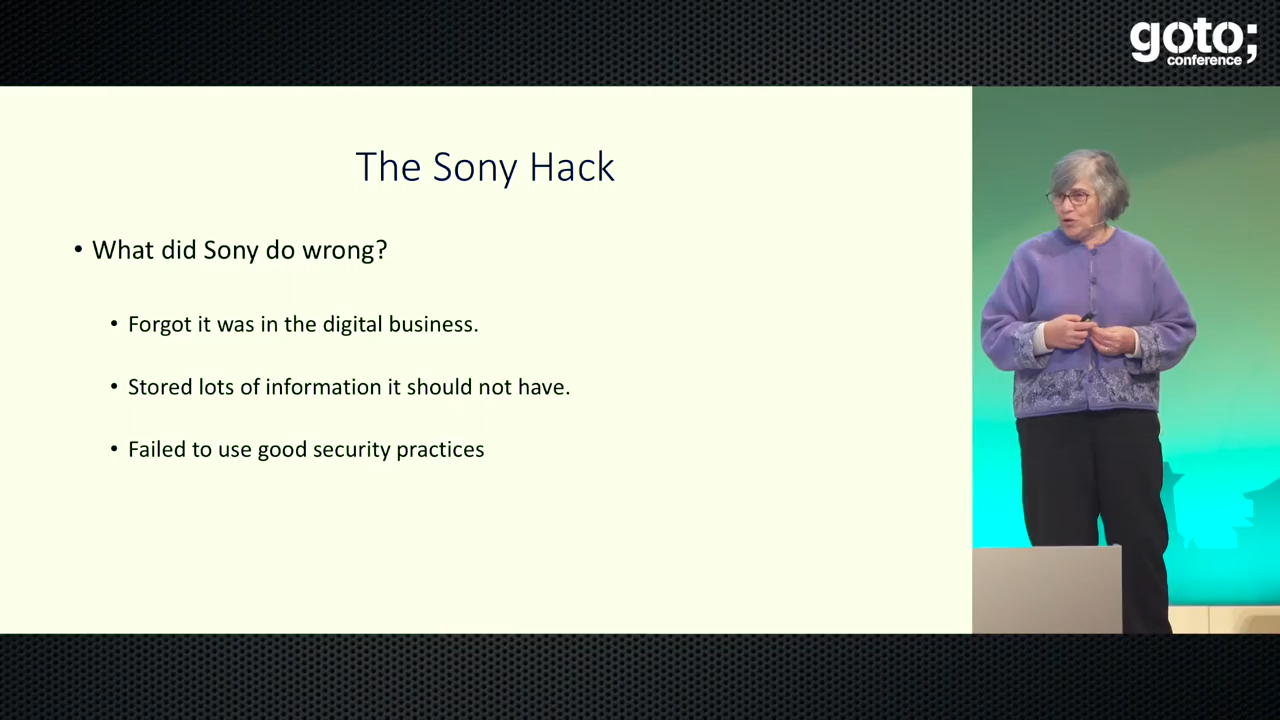 goto;
conference
The Sony Hack
• What did Sony do wrong?
• Forgot it was in the digital business.
• Stored lots of information it should not have.
• Failed to use good security practices